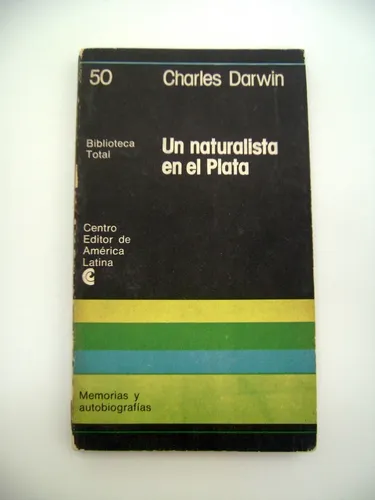 50
Charles Darwin
Biblioteca
Total
Un naturalista
en el Plata
Centro
Editor de
América
Latina
Memorias y
autobiografías